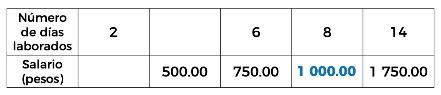 Número
de días
laborados
2 6 8 14
Salario
(pesos)
500.00 750.00 1 000.00 1 750.00